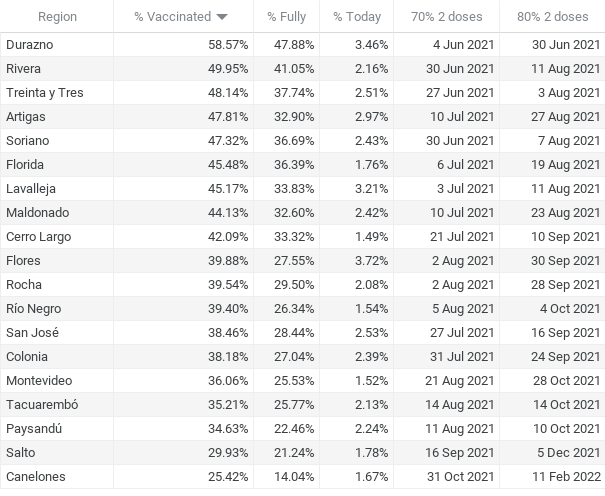 Region % Vaccinated % Fully % Today 70% 2 doses 80% 2 doses
Durazno 58.57% 47.88% 3.46% 4 Jun 2021 30 Jun 2021
Rivera 49.95% 41.05% 2.16% 30 Jun 2021 11 Aug 2021
Treinta y Tres 48.14% 37.74% 2.51% 27 Jun 2021 3 Aug 2021
Artigas 47.81% 32.90% 2.97% 10 Jul 2021 27 Aug 2021
Soriano 47.32% 36.69% 2.43% 30 Jun 2021 7 Aug 2021
Florida 45.48% 36.39% 1.76% 6 Jul 2021 19 Aug 2021
Lavalleja 45.17% 33.83% 3.21% 3 Jul 2021 11 Aug 2021
Maldonado 44.13% 32.60% 2.42% 10 Jul 2021 23 Aug 2021
Cerro Largo 42.09% 33.32% 1.49% 21 Jul 2021 10 Sep 2021
Flores 39.88% 27.55% 3.72% 2 Aug 2021 30 Sep 2021
Rocha 39.54% 29.50% 2.08% 2 Aug 2021 28 Sep 2021
Río Negro 39.40% 26.34% 1.54% 5 Aug 2021 4 Oct 2021
San José 38.46% 28.44% 2.53% 27 Jul 2021 16 Sep 2021
Colonia 38.18% 27.04% 2.39% 31 Jul 2021 24 Sep 2021
Montevideo 36.06% 25.53% 1.52% 21 Aug 2021 28 Oct 2021
Tacuarembó 35.21% 25.77% 2.13% 14 Aug 2021 14 Oct 2021
Paysandú 34.63% 22.46% 2.24% 11 Aug 2021 10 Oct 2021
Salto 29.93% 21.24% 1.78% 16 Sep 2021 5 Dec 2021
Canelones 25.42% 14.04% 1.67% 31 Oct 2021 11 Feb 2022